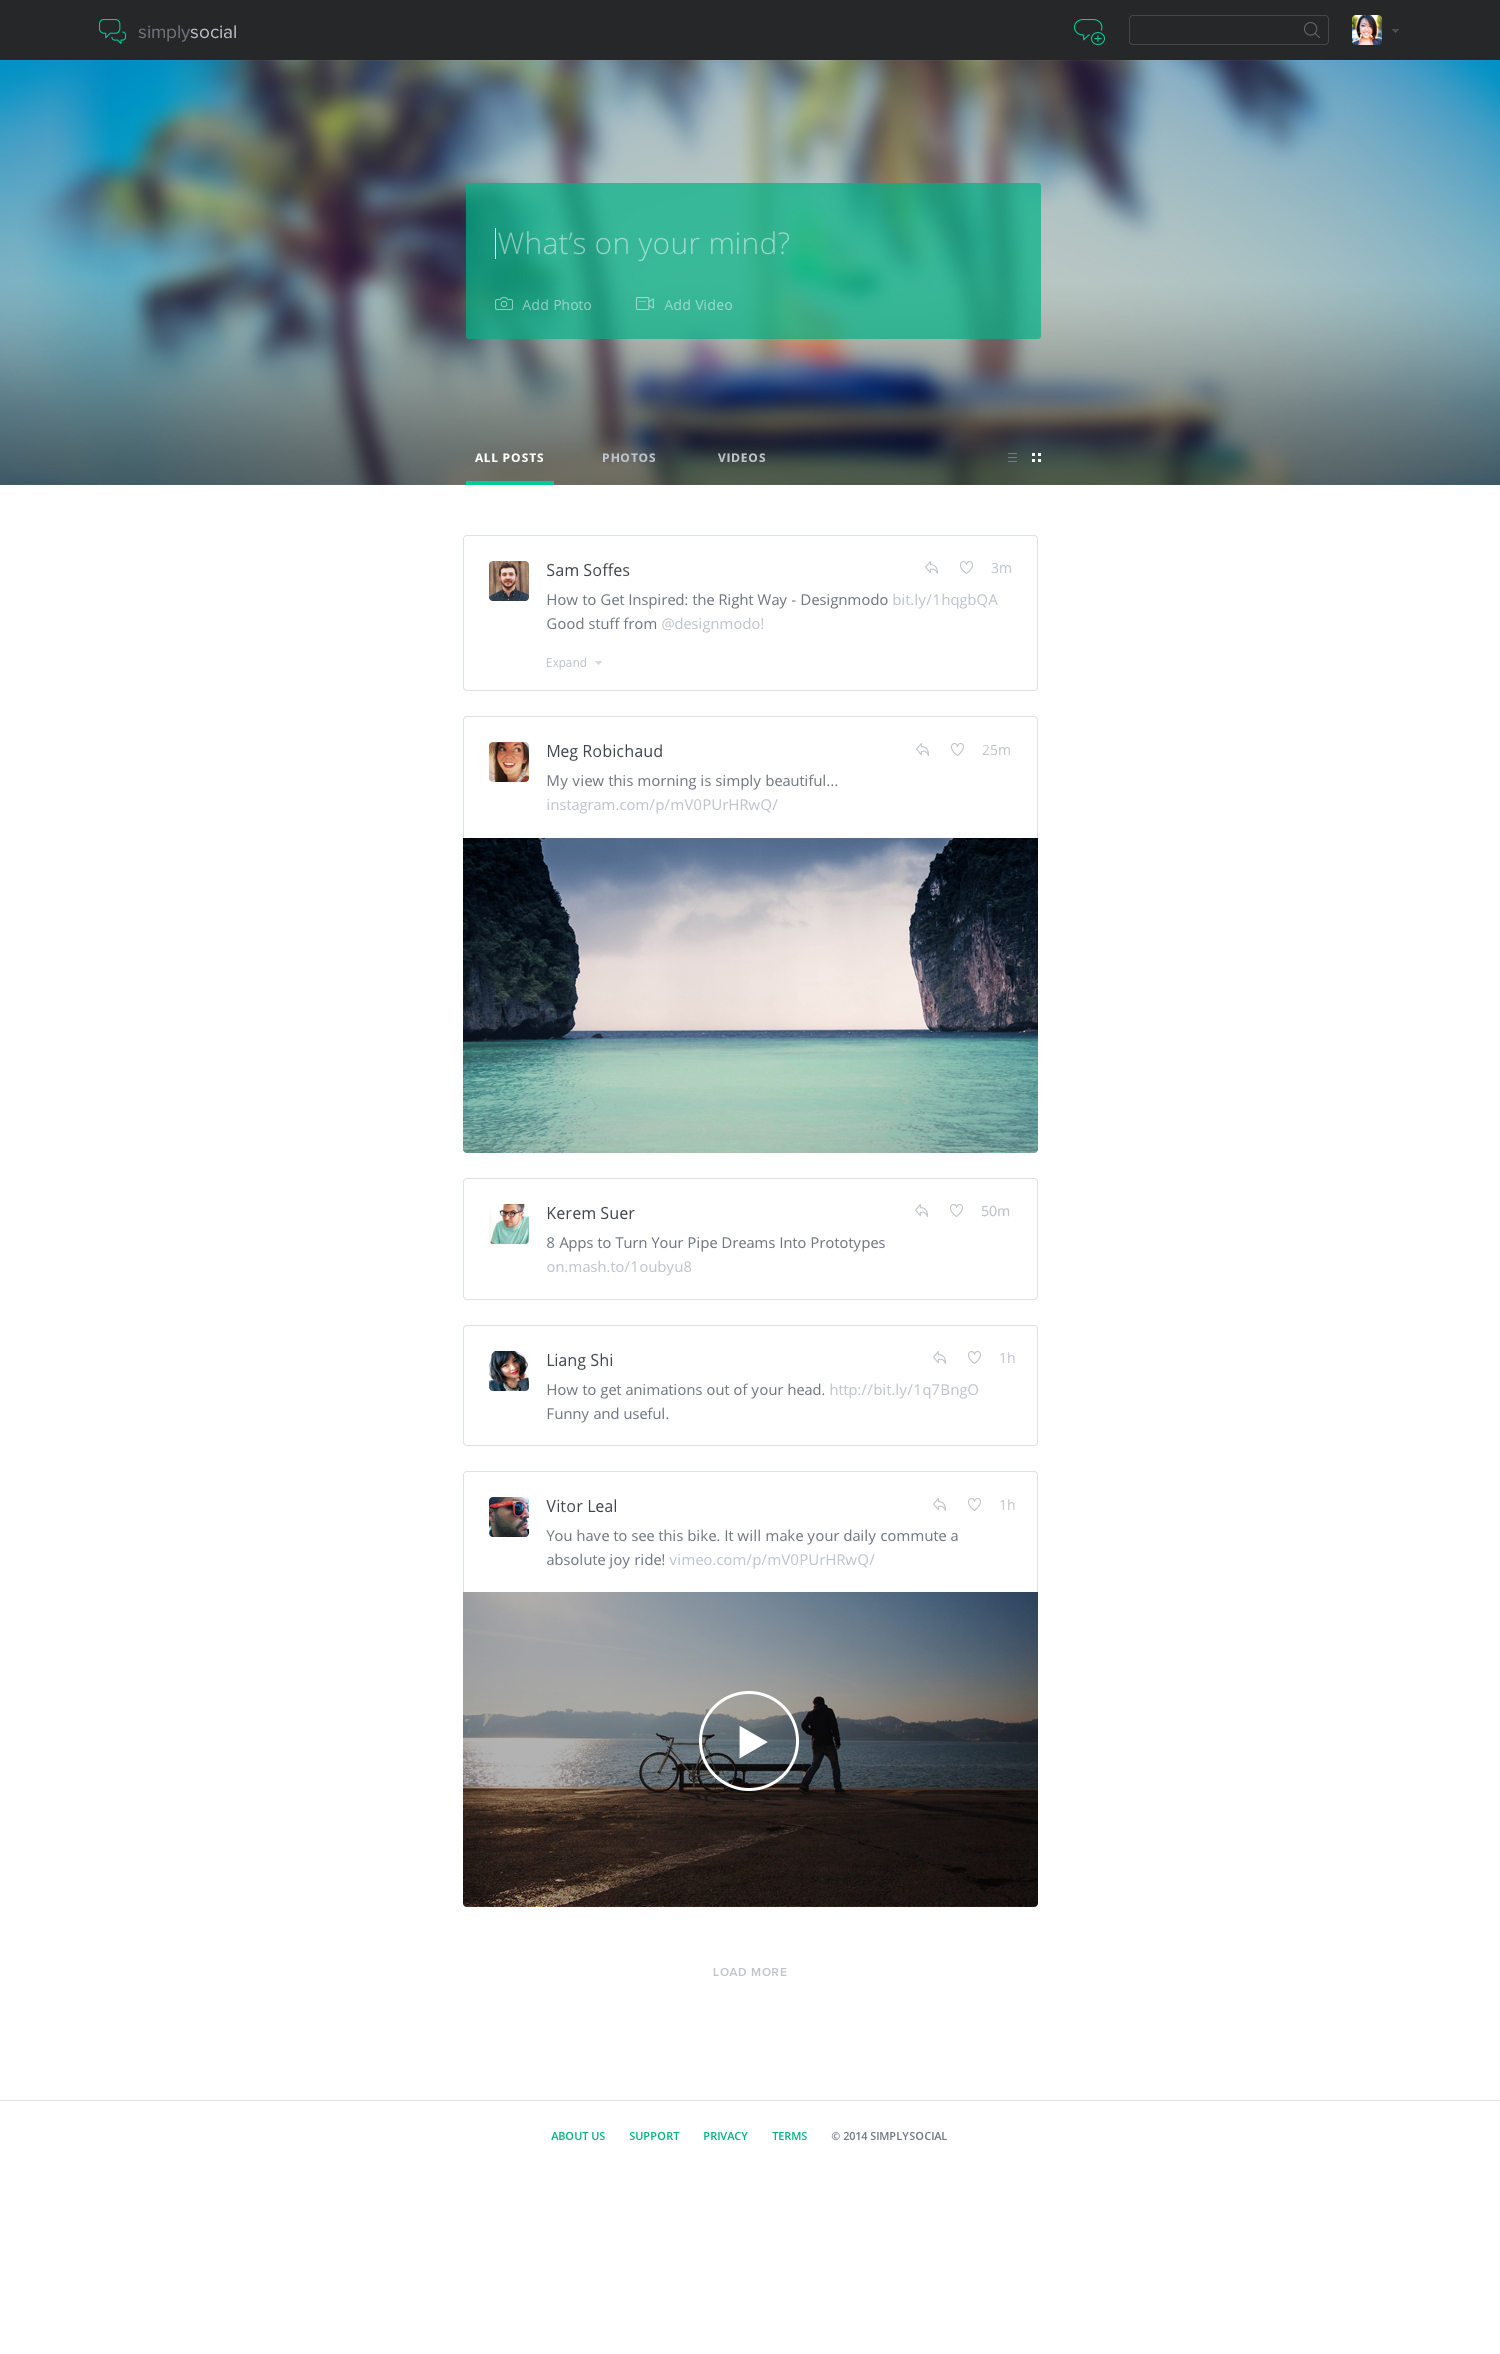 simplysocial
What's on your mind?
Add Photo Add Video
ALL POSTS PHOTOS VIDEOS
Sam Soffes 3m
How to Get Inspired: the Right Way - Designmodo bit.ly/1hqgbQA
Good stuff from @designmodo!
Expand
Meg Robichaud 25m
My view this morning is simply beautiful...
instagram.com/p/mV0PUrHRwQ/
Kerem Suer 50m
8 Apps to Turn Your Pipe Dreams Into Prototypes
on.mash.to/1oubyu8
Liang Shi 1h
How to get animations out of your head. http://bit.ly/1q7BngO
Funny and useful.
Vitor Leal 1h
You have to see this bike. It will make your daily commute a
absolute joy ride! vimeo.com/p/mV0PUrHRwQ/
LOAD MORE
ABOUT US SUPPORT PRIVACY TERMS © 2014 SIMPLYSOCIAL